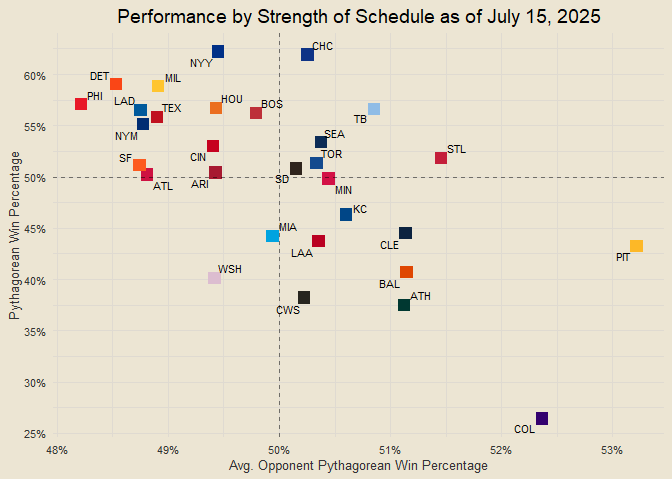 Performance by Strength of Schedule as of July 15, 2025
Pythagorean Win Percentage
60%
55%
50%
45%
40%
35%
30%
25%
NYY
CHC
DET
MIL
PHI
LAD
TEX
HOU
BOS
TB
NYM
SEA
CIN
TOR
STL
SF
ATL
ARI
SD
MIN
KC
MIA
LAA
CLE
PIT
WSH
BAL
CWS
ATH
COL
48%
49%
50%
51%
52%
53%
Avg. Opponent Pythagorean Win Percentage